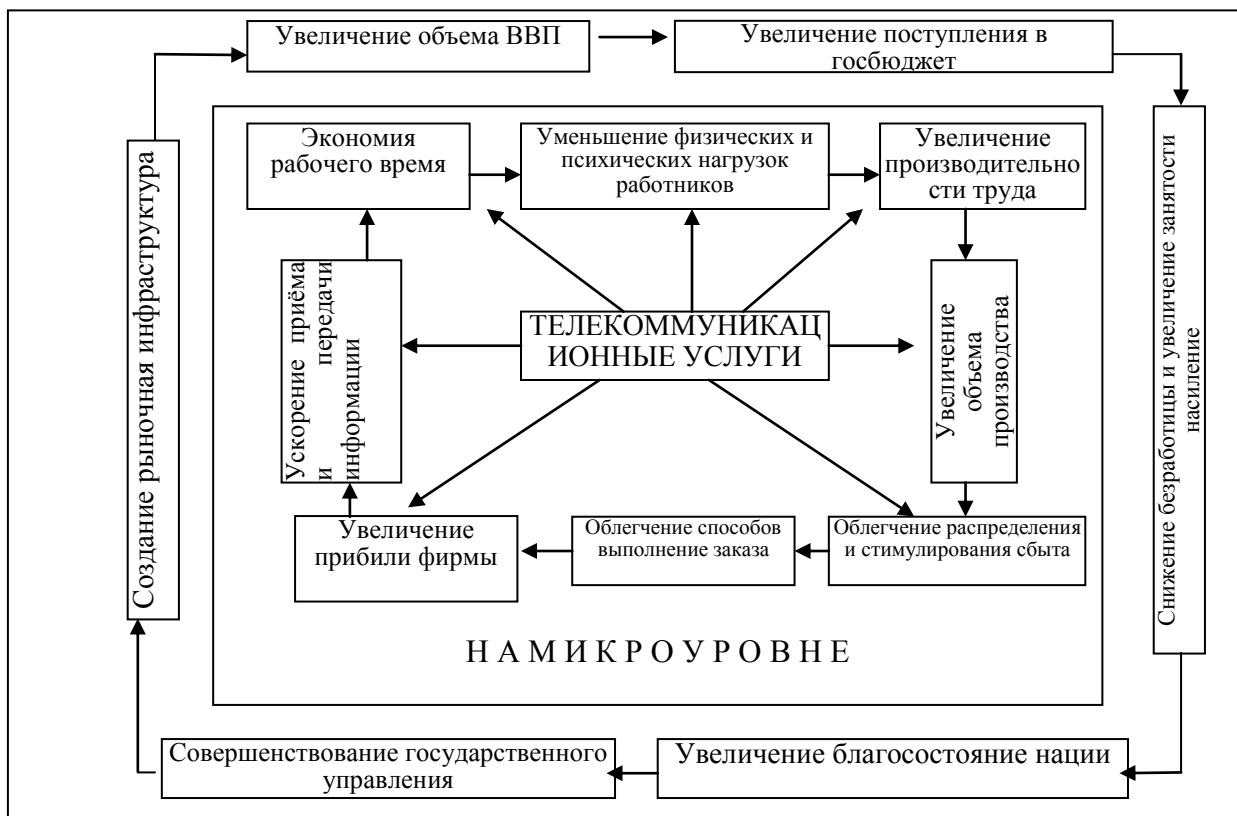 Увеличение объема ВВП
Увеличение поступления в
госбюджет
Экономия
рабочего время
Уменьшение физических и
психических нагрузок
работников
Увеличение
производительно
сти труда
Создание рыночная инфраструктура
Ускорение приёма
и передачи
информации
ТЕЛЕКОММУНИКАЦ
ИОННЫЕ УСЛУГИ
Увеличение
объема
производства
Снижение безработицы и увеличение занятости
насиление
Увеличение
прибили фирмы
Облегчение способов
выполнение заказа
Облегчение распределения
и стимулирования сбыта
Н А М И К Р О У Р О В Н Е
Совершенствование государственного
управления
Увеличение благосостояние нации